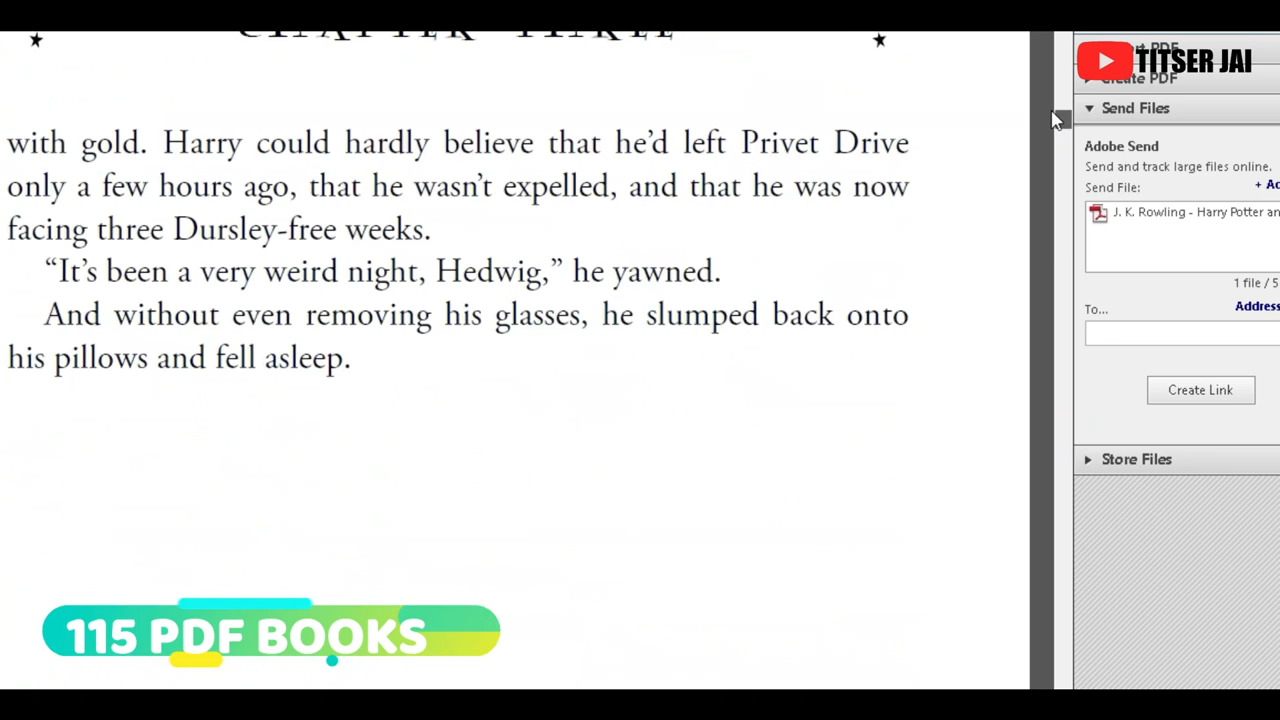 CHAPTER THREE
with gold. Harry could hardly believe that he'd left Privet Drive
only a few hours ago, that he wasn't expelled, and that he was now
facing three Dursley-free weeks.
“It's been a very weird night, Hedwig,” he yawned.
And without even removing his glasses, he slumped back onto
his pillows and fell asleep.
115 PDF BOOKS
TITSER JAI
Create PDF
Send Files
Adobe Send
Send and track large files online.
Send File:
+ Ad
J. K. Rowling - Harry Potter an
1 file / 5
To...
Address
Create Link
Store Files